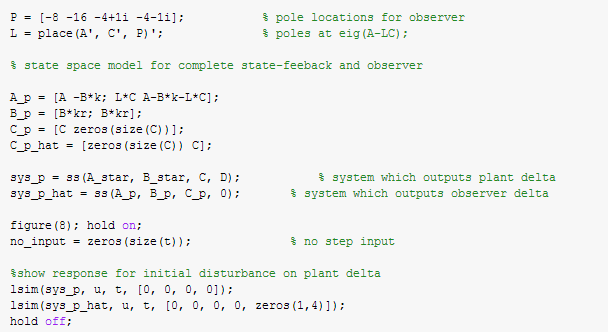 P = [-8 -16 -4+1i -4-1i]; % pole locations for observer
L = place(A', C', P)'; % poles at eig(A-LC);
% state space model for complete state-feeback and observer
A_p = [A -B*k; L*C A-B*k-L*C];
B_p = [B*kr; B*kr];
C_p = [C zeros(size(C))];
C_p_hat = [zeros(size(C)) C];
sys_p = ss(A_star, B_star, C, D); % system which outputs plant delta
sys_p_hat = ss(A_p, B_p, C_p, 0); % system which outputs observer delta
figure(8); hold on;
no_input = zeros(size(t)); % no step input
%show response for initial disturbance on plant delta
lsim(sys_p, u, t, [0, 0, 0, 0]);
lsim(sys_p_hat, u, t, [0, 0, 0, 0, zeros(1,4)]);
hold off;